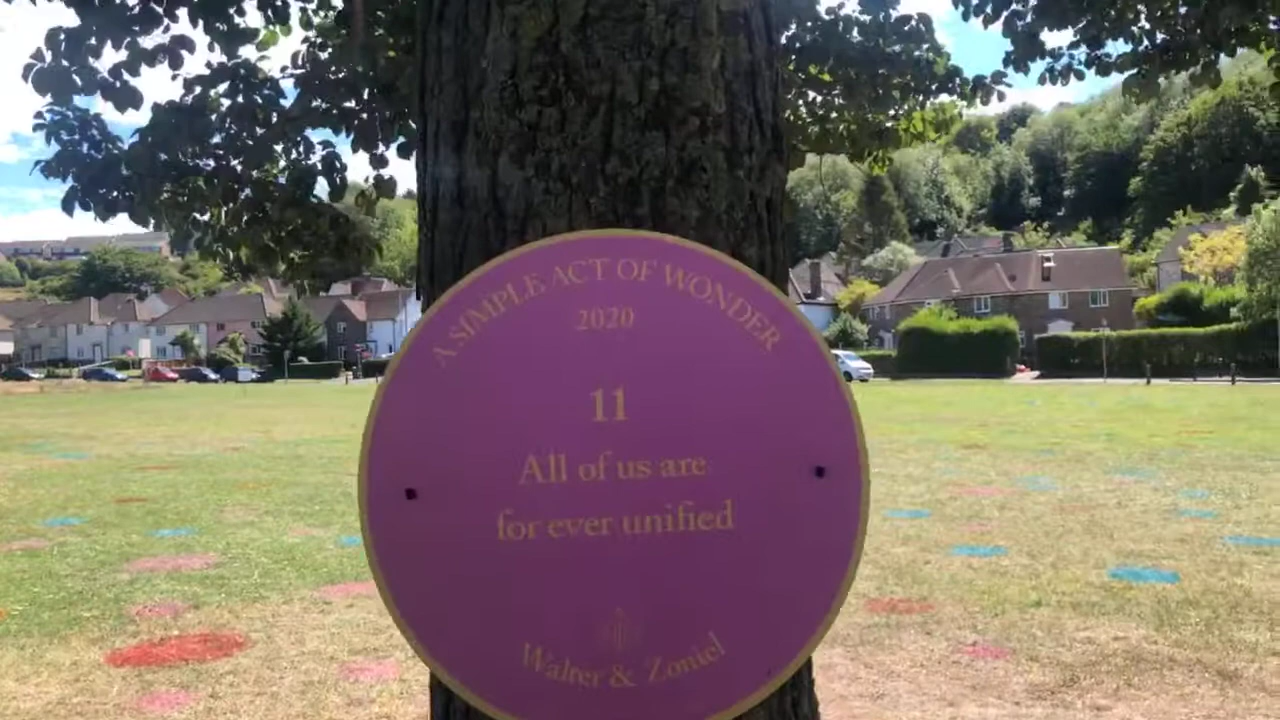 A SIMPLE ACT OF WONDER
2020
11
All of us are
for ever unified
Walter & Zoniel